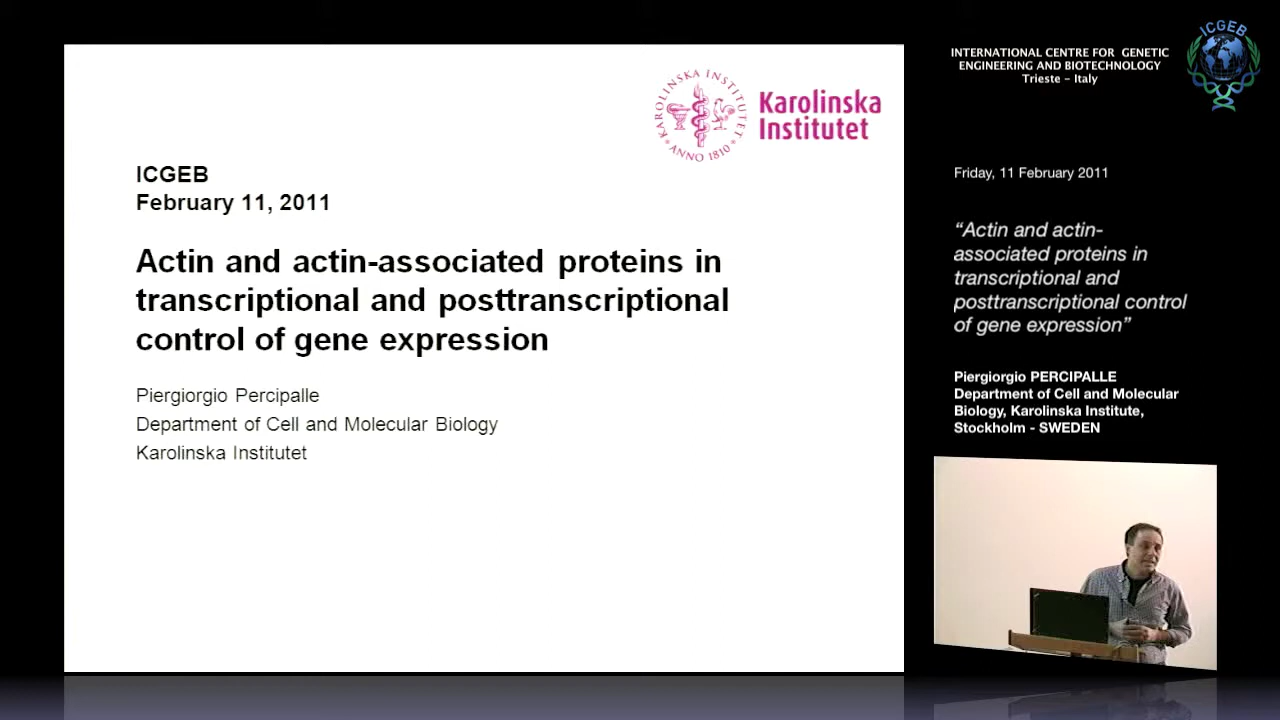 KAROLINSKA INSTITUTET
ANNO 1810
Karolinska
Institutet
ICGEB
February 11, 2011
Actin and actin-associated proteins in
transcriptional and posttranscriptional
control of gene expression
Piergiorgio Percipalle
Department of Cell and Molecular Biology
Karolinska Institutet
INTERNATIONAL CENTRE FOR GENETIC
ENGINEERING AND BIOTECHNOLOGY
Trieste – Italy
ICGEB
Friday, 11 February 2011
“Actin and actin-
associated proteins in
transcriptional and
posttranscriptional control
of gene expression”
Piergiorgio PERCIPALLE
Department of Cell and Molecular
Biology, Karolinska Institute,
Stockholm - SWEDEN